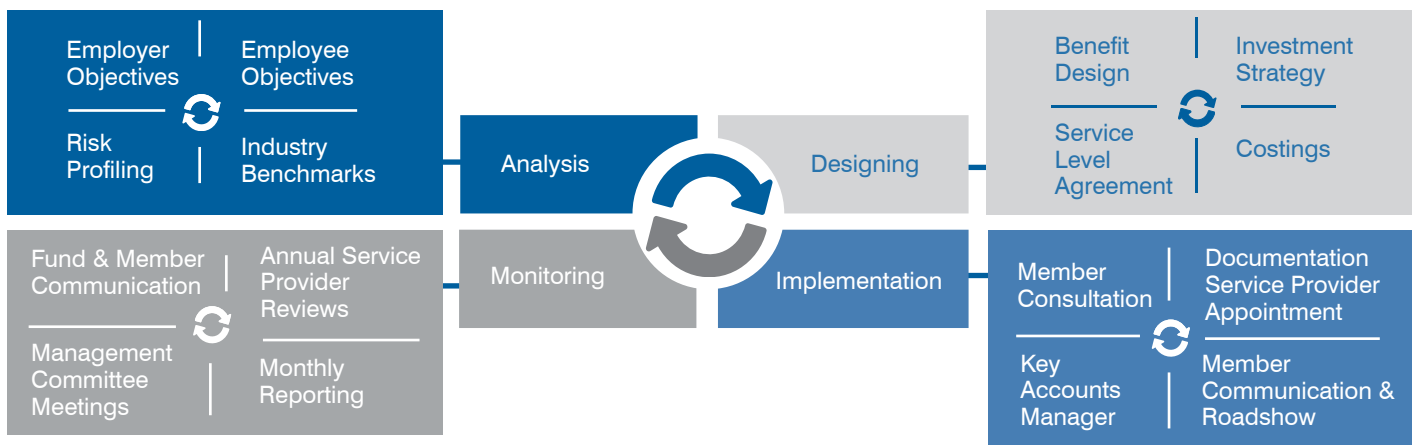 Employer
Objectives
Employee
Objectives
Risk
Profiling
Industry
Benchmarks
Analysis
Designing
Benefit
Design
Investment
Strategy
Service
Level
Agreement
Costings
Fund & Member
Communication
Annual Service
Provider
Reviews
Management
Committee
Meetings
Monthly
Reporting
Monitoring
Implementation
Member
Consultation
Documentation
Service Provider
Appointment
Key
Accounts
Manager
Member
Communication &
Roadshow